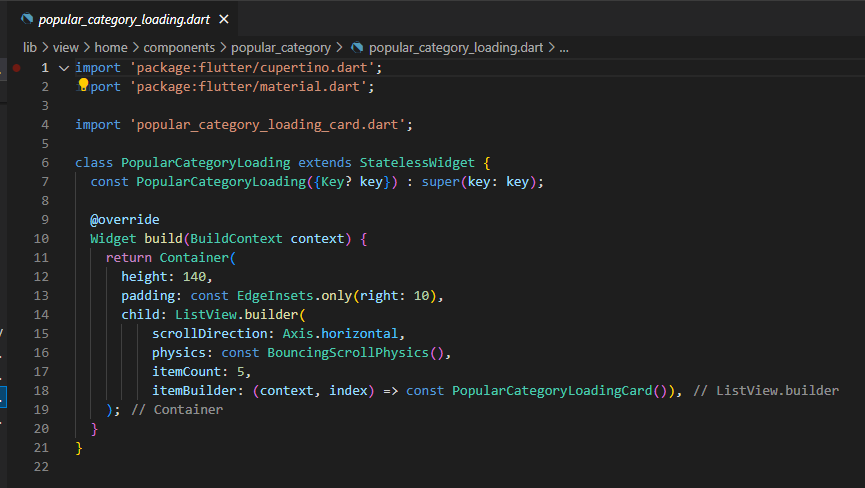 popular_category_loading.dart
lib > view > home > components > popular_category > popular_category_loading.dart > ...
1 import 'package:flutter/cupertino.dart';
2 import 'package:flutter/material.dart';
3
4 import 'popular_category_loading_card.dart';
5
6 class PopularCategoryLoading extends StatelessWidget {
7 const PopularCategoryLoading({Key? key}) : super(key: key);
8
9 @override
10 Widget build(BuildContext context) {
11 return Container(
12 height: 140,
13 padding: const EdgeInsets.only(right: 10),
14 child: ListView.builder(
15 scrollDirection: Axis.horizontal,
16 physics: const BouncingScrollPhysics(),
17 itemCount: 5,
18 itemBuilder: (context, index) => const PopularCategoryLoadingCard()), // ListView.builder
19 ); // Container
20 }
21 }
22